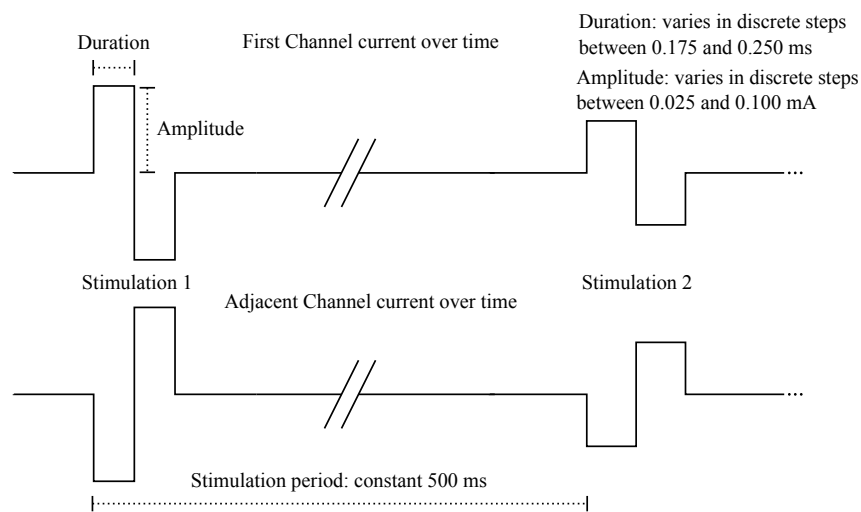 Duration
First Channel current over time
Duration: varies in discrete steps
between 0.175 and 0.250 ms
Amplitude: varies in discrete steps
between 0.025 and 0.100 mA
Amplitude
...
Stimulation 1
Stimulation 2
Adjacent Channel current over time
...
Stimulation period: constant 500 ms